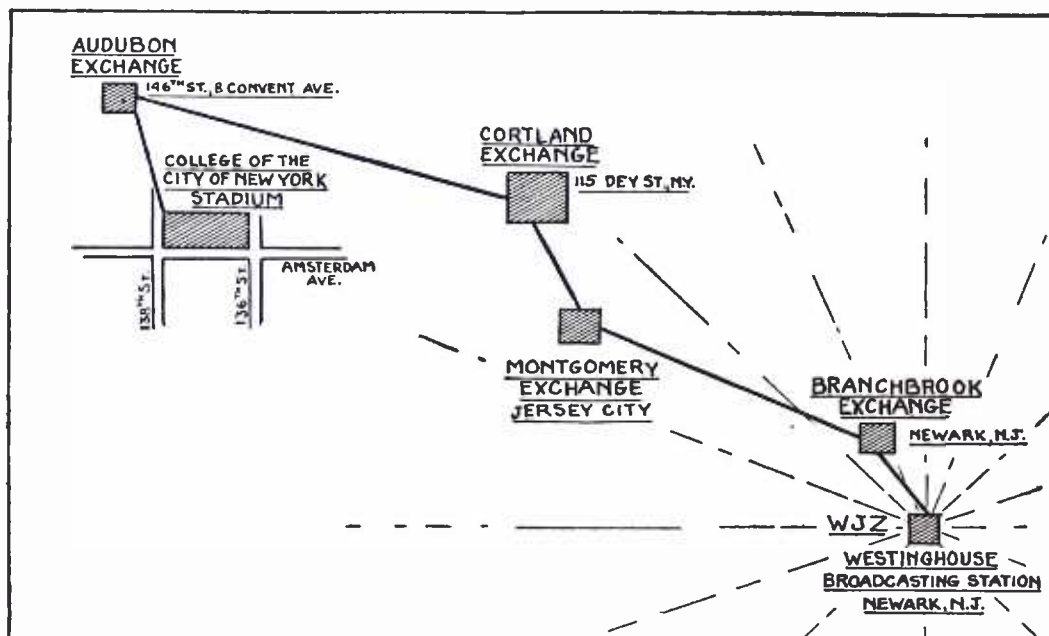 AUDUBON
EXCHANGE
146TH ST., & CONVENT AVE.
COLLEGE OF THE
CITY OF NEW YORK
STADIUM
AMSTERDAM
AVE.
138TH ST.
136TH ST.
CORTLAND
EXCHANGE
115 DEY ST., N.Y.
MONTGOMERY
EXCHANGE
JERSEY CITY
BRANCHBROOK
EXCHANGE
NEWARK, N.J.
WJZ
WESTINGHOUSE
BROADCASTING STATION
NEWARK, N.J.